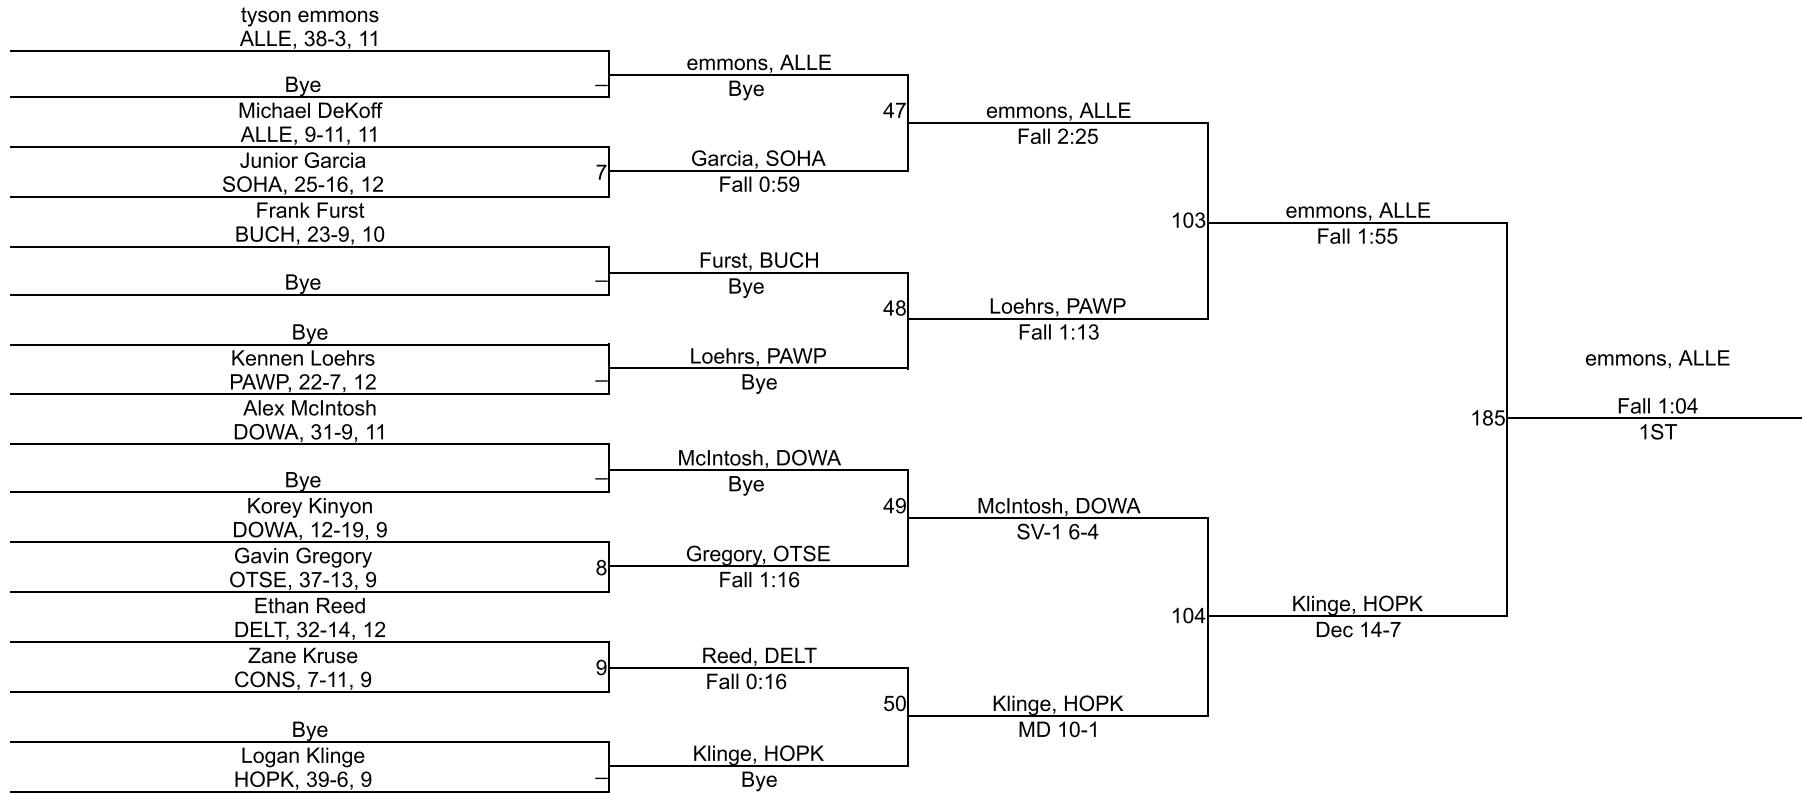 tyson emmons
ALLE, 38-3, 11
Bye
Michael DeKoff
ALLE, 9-11, 11
Junior Garcia
SOHA, 25-16, 12
Frank Furst
BUCH, 23-9, 10
Bye
Bye
Kennen Loehrs
PAWP, 22-7, 12
Alex McIntosh
DOWA, 31-9, 11
Bye
Korey Kinyon
DOWA, 12-19, 9
Gavin Gregory
OTSE, 37-13, 9
Ethan Reed
DELT, 32-14, 12
Zane Kruse
CONS, 7-11, 9
Bye
Logan Klinge
HOPK, 39-6, 9
–
7
–
–
–
8
9
–
emmons, ALLE
Bye
Garcia, SOHA
Fall 0:59
Furst, BUCH
Bye
Loehrs, PAWP
Bye
McIntosh, DOWA
Bye
Gregory, OTSE
Fall 1:16
Reed, DELT
Fall 0:16
Klinge, HOPK
Bye
47
48
49
50
emmons, ALLE
Fall 2:25
Loehrs, PAWP
Fall 1:13
McIntosh, DOWA
SV-1 6-4
Klinge, HOPK
MD 10-1
103
104
emmons, ALLE
Fall 1:55
Klinge, HOPK
Dec 14-7
185
emmons, ALLE
Fall 1:04
1ST